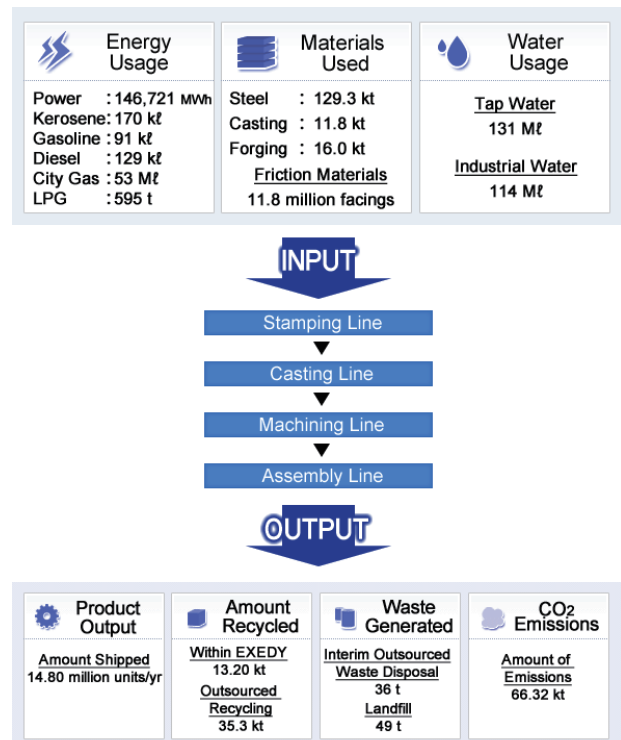 Energy
Usage
Power : 146,721 MWh
Kerosene: 170 kℓ
Gasoline : 91 kℓ
Diesel : 129 kℓ
City Gas : 53 Mℓ
LPG : 595 t
Materials
Used
Steel : 129.3 kt
Casting : 11.8 kt
Forging : 16.0 kt
Friction Materials
11.8 million facings
Water
Usage
Tap Water
131 Mℓ
Industrial Water
114 Mℓ
INPUT
Stamping Line
Casting Line
Machining Line
Assembly Line
OUTPUT
Product
Output
Amount Shipped
14.80 million units/yr
Amount
Recycled
Within EXEDY
13.20 kt
Outsourced
Recycling
35.3 kt
Waste
Generated
Interim Outsourced
Waste Disposal
36 t
Landfill
49 t
CO2
Emissions
Amount of
Emissions
66.32 kt